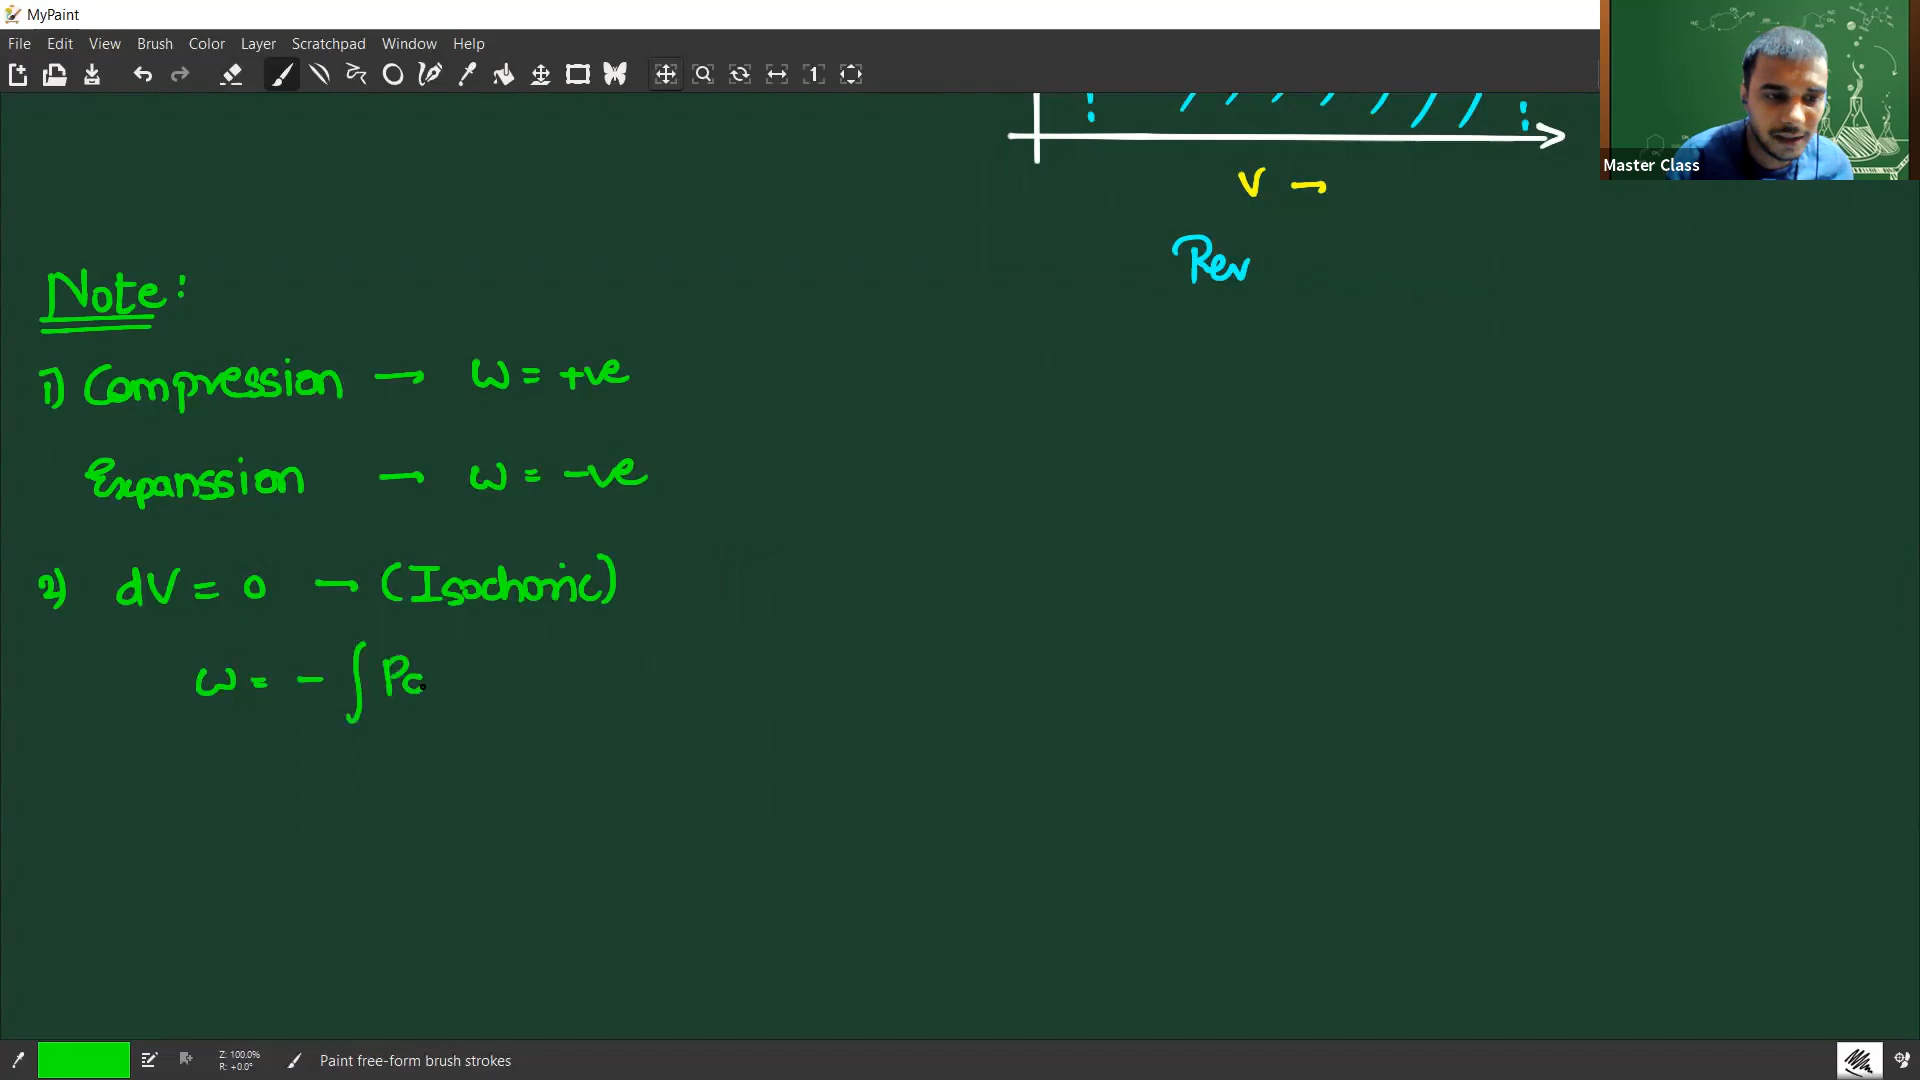 MyPaint
File Edit View Brush Color Layer Scratchpad Window Help
Master Class
V →
Rev
Note :
1) Compression → W = +ve
Expanssion → W = -ve
2) dV = 0 → (Isochoric)
W = - ∫ Pd
Z: 100.0%
R: +0.0°
Paint free-form brush strokes